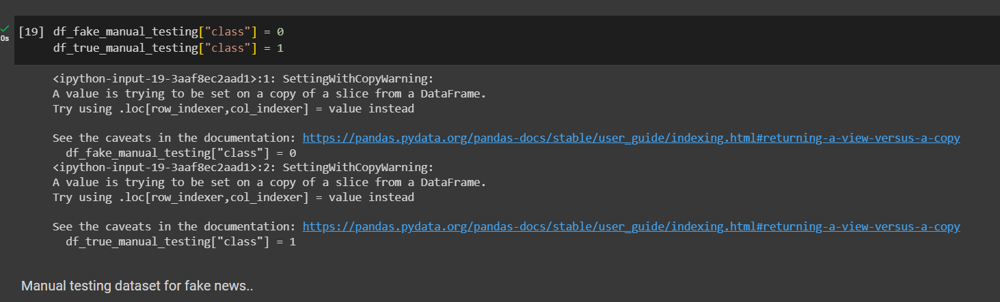 [19] df_fake_manual_testing["class"] = 0
df_true_manual_testing["class"] = 1
0s
<ipython-input-19-3aaf8ec2aad1>:1: SettingWithCopyWarning:
A value is trying to be set on a copy of a slice from a DataFrame.
Try using .loc[row_indexer,col_indexer] = value instead
See the caveats in the documentation: https://pandas.pydata.org/pandas-docs/stable/user_guide/indexing.html#returning-a-view-versus-a-copy
df_fake_manual_testing["class"] = 0
<ipython-input-19-3aaf8ec2aad1>:2: SettingWithCopyWarning:
A value is trying to be set on a copy of a slice from a DataFrame.
Try using .loc[row_indexer,col_indexer] = value instead
See the caveats in the documentation: https://pandas.pydata.org/pandas-docs/stable/user_guide/indexing.html#returning-a-view-versus-a-copy
df_true_manual_testing["class"] = 1
Manual testing dataset for fake news..